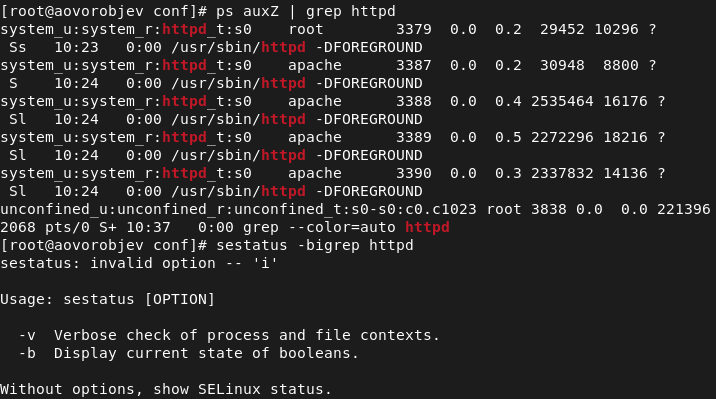 [root@aovorobjev conf]# ps auxZ | grep httpd
system_u:system_r:httpd_t:s0    root        3379  0.0  0.2  29452 10296 ?
 Ss   10:23   0:00 /usr/sbin/httpd -DFOREGROUND
system_u:system_r:httpd_t:s0    apache      3387  0.0  0.2  30948  8800 ?
 S    10:24   0:00 /usr/sbin/httpd -DFOREGROUND
system_u:system_r:httpd_t:s0    apache      3388  0.0  0.4 2535464 16176 ?
 Sl   10:24   0:00 /usr/sbin/httpd -DFOREGROUND
system_u:system_r:httpd_t:s0    apache      3389  0.0  0.5 2272296 18216 ?
 Sl   10:24   0:00 /usr/sbin/httpd -DFOREGROUND
system_u:system_r:httpd_t:s0    apache      3390  0.0  0.3 2337832 14136 ?
 Sl   10:24   0:00 /usr/sbin/httpd -DFOREGROUND
unconfined_u:unconfined_r:unconfined_t:s0-s0:c0.c1023 root 3838 0.0  0.0 221396
2068 pts/0 S+ 10:37   0:00 grep --color=auto httpd
[root@aovorobjev conf]# sestatus -bigrep httpd
sestatus: invalid option -- 'i'

Usage: sestatus [OPTION]

  -v  Verbose check of process and file contexts.
  -b  Display current state of booleans.

Without options, show SELinux status.